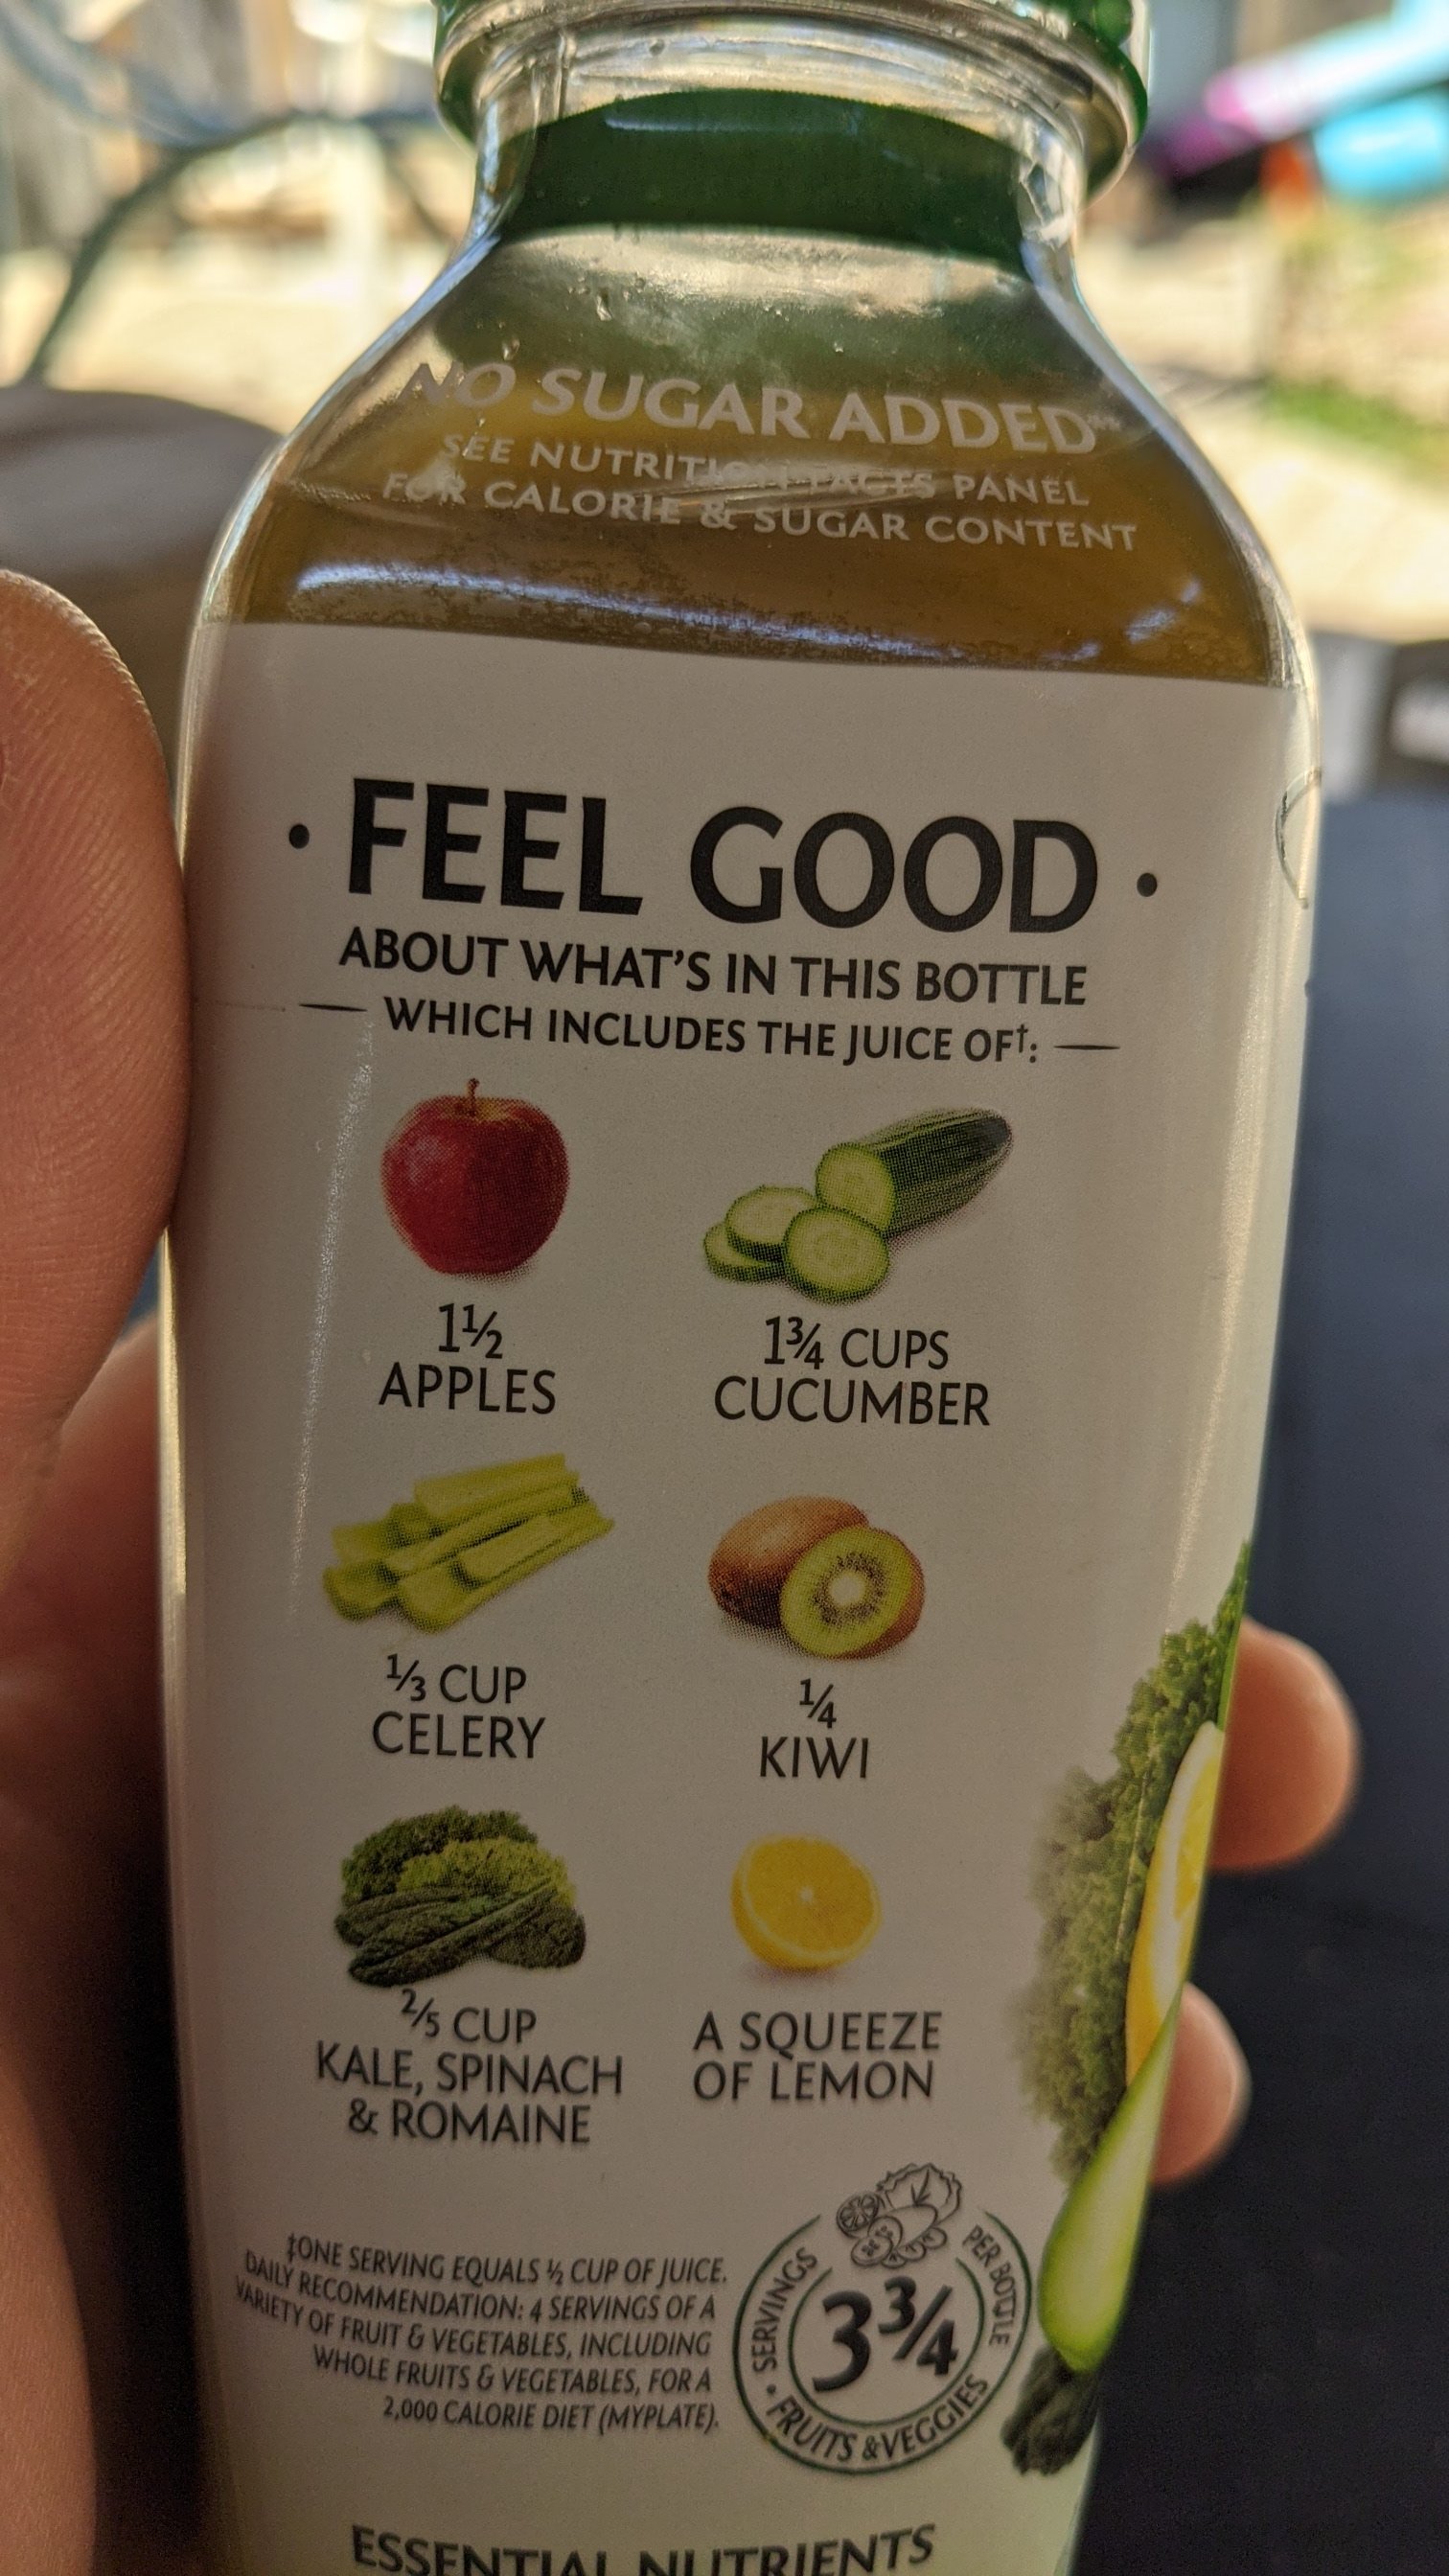 NO SUGAR ADDED**
SEE NUTRITION FACTS PANEL
FOR CALORIE & SUGAR CONTENT
• FEEL GOOD •
ABOUT WHAT'S IN THIS BOTTLE
WHICH INCLUDES THE JUICE OF†:
1½
APPLES
1¾ CUPS
CUCUMBER
⅓ CUP
CELERY
¼
KIWI
⅖ CUP
KALE, SPINACH
& ROMAINE
A SQUEEZE
OF LEMON
‡ONE SERVING EQUALS ½ CUP OF JUICE.
DAILY RECOMMENDATION: 4 SERVINGS OF A
VARIETY OF FRUIT & VEGETABLES, INCLUDING
WHOLE FRUITS & VEGETABLES, FOR A
2,000 CALORIE DIET (MYPLATE).
3¾
SERVINGS • FRUITS & VEGGIES
PER BOTTLE
ESSENTIAL NUTRIENTS